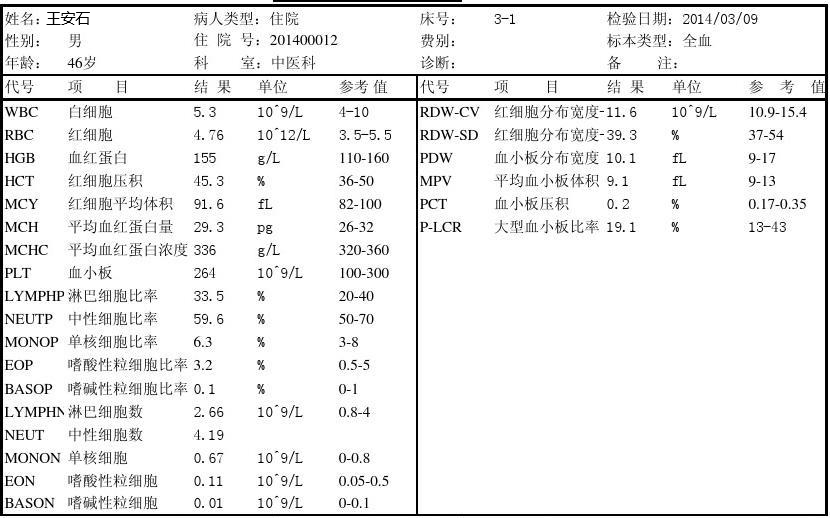 姓名：王安石 病人类型：住院 床号： 3-1 检验日期：2014/03/09
性别： 男 住 院 号：201400012 费别： 标本类型：全血
年龄： 46岁 科 室：中医科 诊断： 备 注：
代号 项 目 结 果 单位 参考 值 代号 项 目 结 果 单位 参 考 值
WBC 白细胞 5.3 10^9/L 4-10 RDW-CV 红细胞分布宽度-11.6 10^9/L 10.9-15.4
RBC 红细胞 4.76 10^12/L 3.5-5.5 RDW-SD 红细胞分布宽度-39.3 % 37-54
HGB 血红蛋白 155 g/L 110-160 PDW 血小板分布宽度 10.1 fL 9-17
HCT 红细胞压积 45.3 % 36-50 MPV 平均血小板体积 9.1 fL 9-13
MCY 红细胞平均体积 91.6 fL 82-100 PCT 血小板压积 0.2 % 0.17-0.35
MCH 平均血红蛋白量 29.3 pg 26-32 P-LCR 大型血小板比率 19.1 % 13-43
MCHC 平均血红蛋白浓度 336 g/L 320-360
PLT 血小板 264 10^9/L 100-300
LYMPHP 淋巴细胞比率 33.5 % 20-40
NEUTP 中性细胞比率 59.6 % 50-70
MONOP 单核细胞比率 6.3 % 3-8
EOP 嗜酸性粒细胞比率 3.2 % 0.5-5
BASOP 嗜碱性粒细胞比率 0.1 % 0-1
LYMPHN 淋巴细胞数 2.66 10^9/L 0.8-4
NEUT 中性细胞数 4.19
MONON 单核细胞 0.67 10^9/L 0-0.8
EON 嗜酸性粒细胞 0.11 10^9/L 0.05-0.5
BASON 嗜碱性粒细胞 0.01 10^9/L 0-0.1